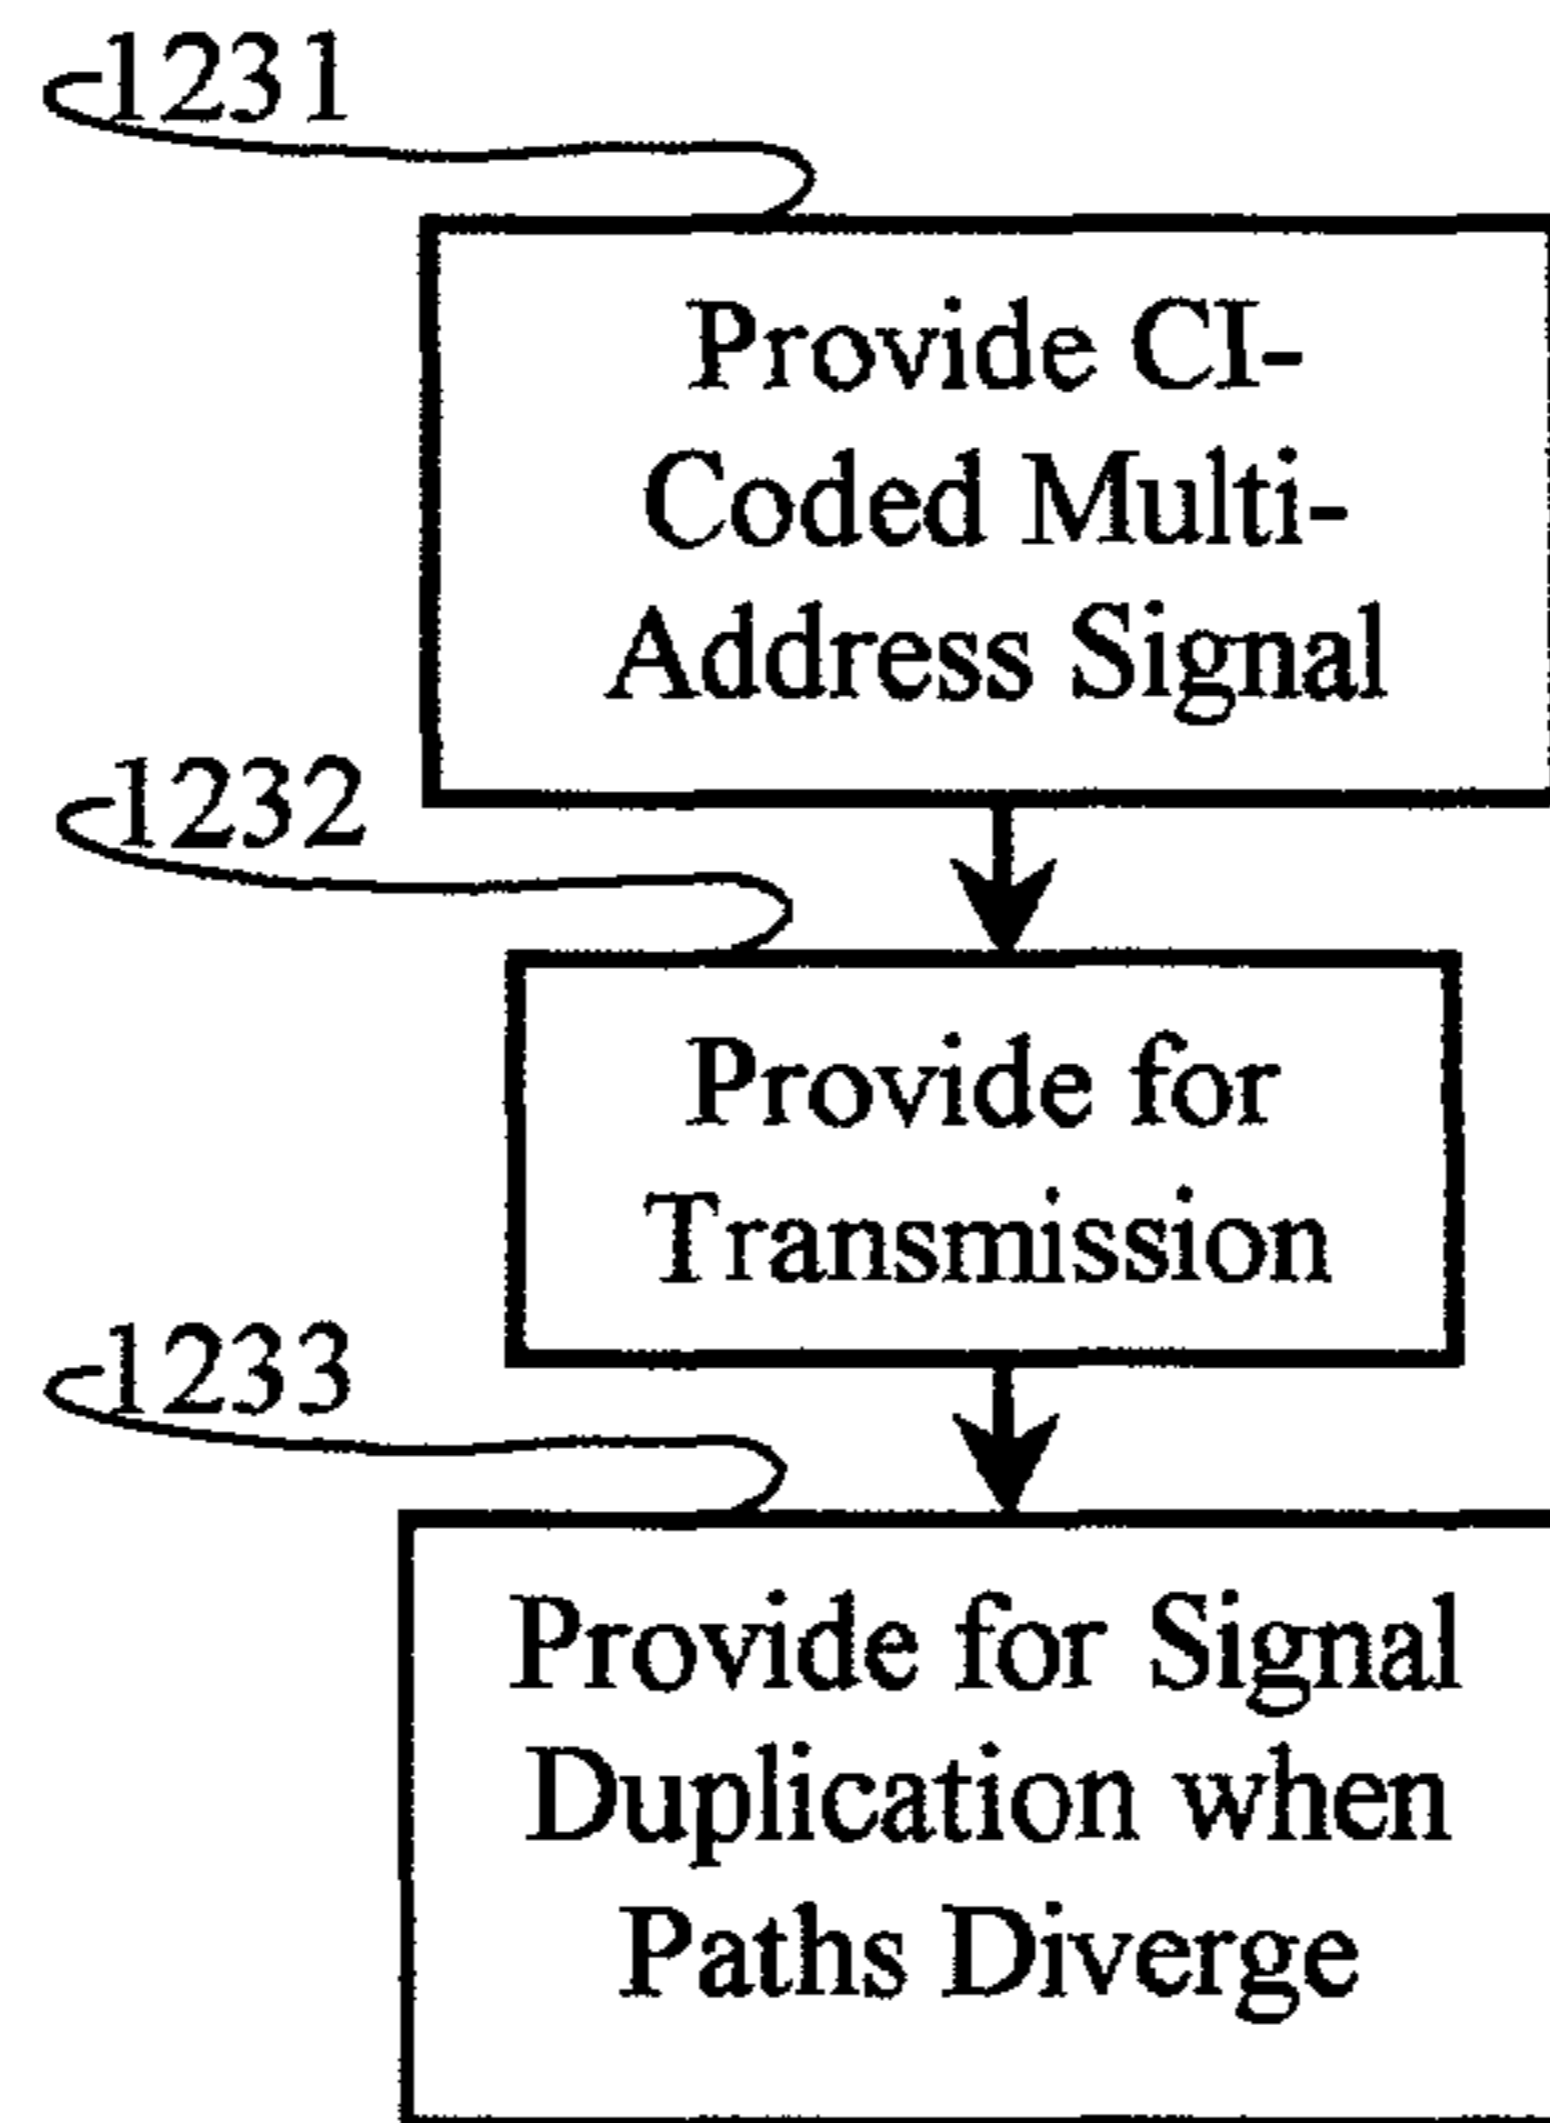 1231
Provide CI-
Coded Multi-
Address Signal
1232
Provide for
Transmission
1233
Provide for Signal
Duplication when
Paths Diverge